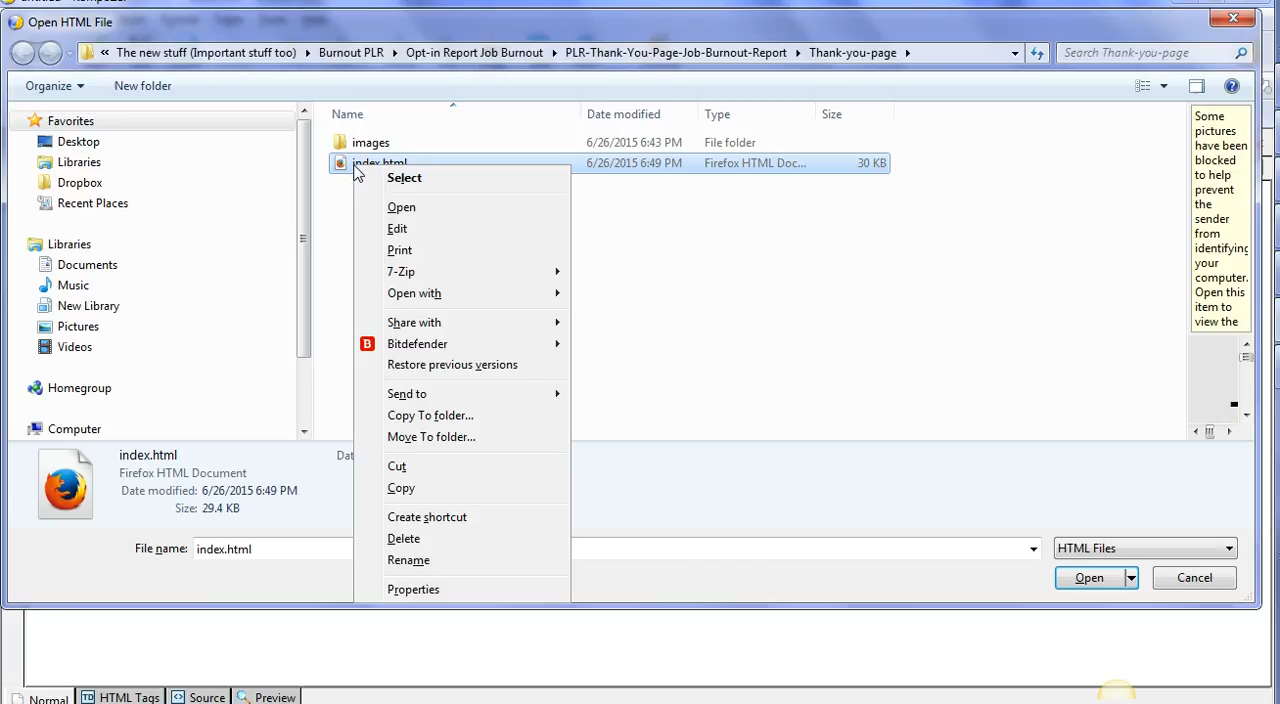 Open HTML File
« The new stuff (Important stuff too) Burnout PLR Opt-in Report Job Burnout PLR-Thank-You-Page-Job-Burnout-Report Thank-you-page Search Thank-you-page
Organize New folder
Favorites
Desktop
Libraries
Dropbox
Recent Places
Libraries
Documents
Music
New Library
Pictures
Videos
Homegroup
Computer
Name Date modified Type Size
images 6/26/2015 6:43 PM File folder
index.html 6/26/2015 6:49 PM Firefox HTML Doc... 30 KB
Select
Open
Edit
Print
7-Zip
Open with
Share with
B Bitdefender
Restore previous versions
Send to
Copy To folder...
Move To folder...
Cut
Copy
Create shortcut
Delete
Rename
Properties
Some
pictures
have been
blocked
to help
prevent
the
sender
from
identifying
your
computer.
Open this
item to
view the
index.html
Firefox HTML Document
Date modified: 6/26/2015 6:49 PM
Size: 29.4 KB
File name: index.html HTML Files
Open Cancel
Normal HTML Tags Source Preview